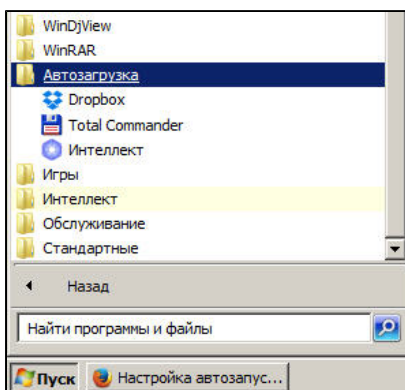 WinDjView
WinRAR
Автозагрузка
Dropbox
Total Commander
Интеллект
Игры
Интеллект
Обслуживание
Стандартные
Назад
Найти программы и файлы
Пуск Настройка автозапус...